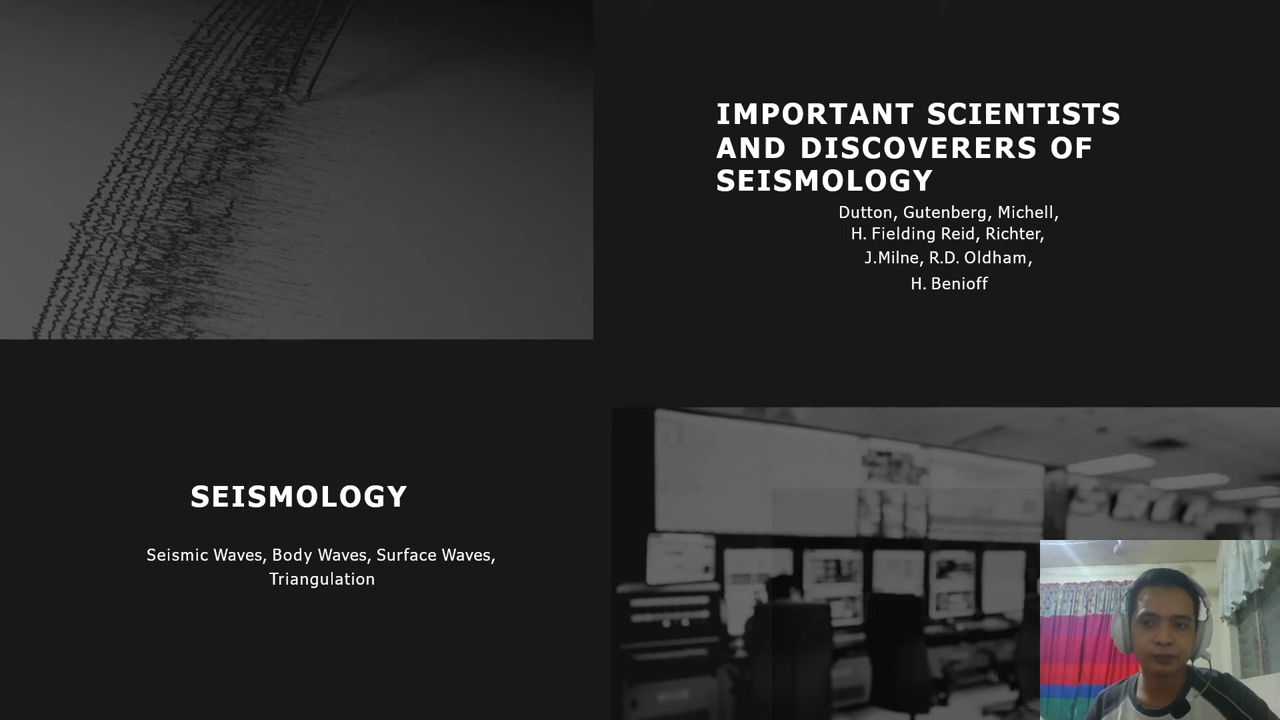 IMPORTANT SCIENTISTS
AND DISCOVERERS OF
SEISMOLOGY
Dutton, Gutenberg, Michell,
H. Fielding Reid, Richter,
J.Milne, R.D. Oldham,
H. Benioff
SEISMOLOGY
Seismic Waves, Body Waves, Surface Waves,
Triangulation